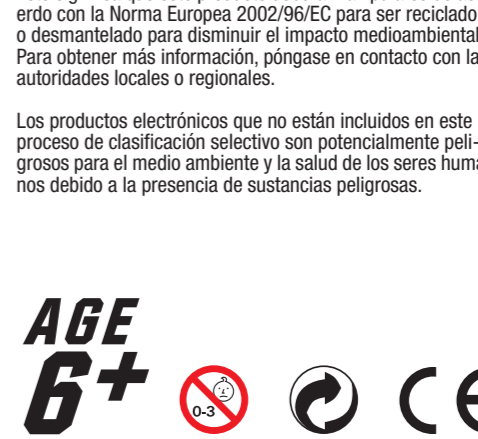 erdo con la Norma Europea 2002/96/EC para ser reciclado
o desmantelado para disminuir el impacto medioambiental
Para obtener más información, póngase en contacto con la
autoridades locales o regionales.
Los productos electrónicos que no están incluidos en este
proceso de clasificación selectivo son potencialmente peli-
grosos para el medio ambiente y la salud de los seres huma
nos debido a la presencia de sustancias peligrosas.
AGE
6+
0-3
CE